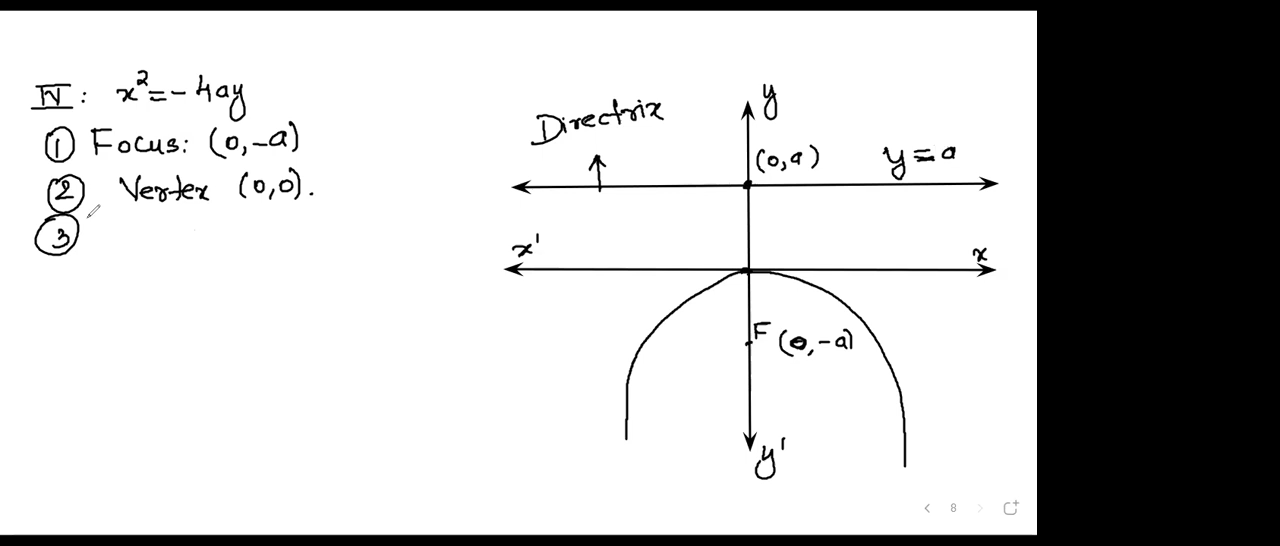 IV: x²=-4ay
① Focus: (0,-a)
② Vertex (0,0).
③
Directrix
y
(0,a)
y=a
x'
x
F (0,-a)
y'
8